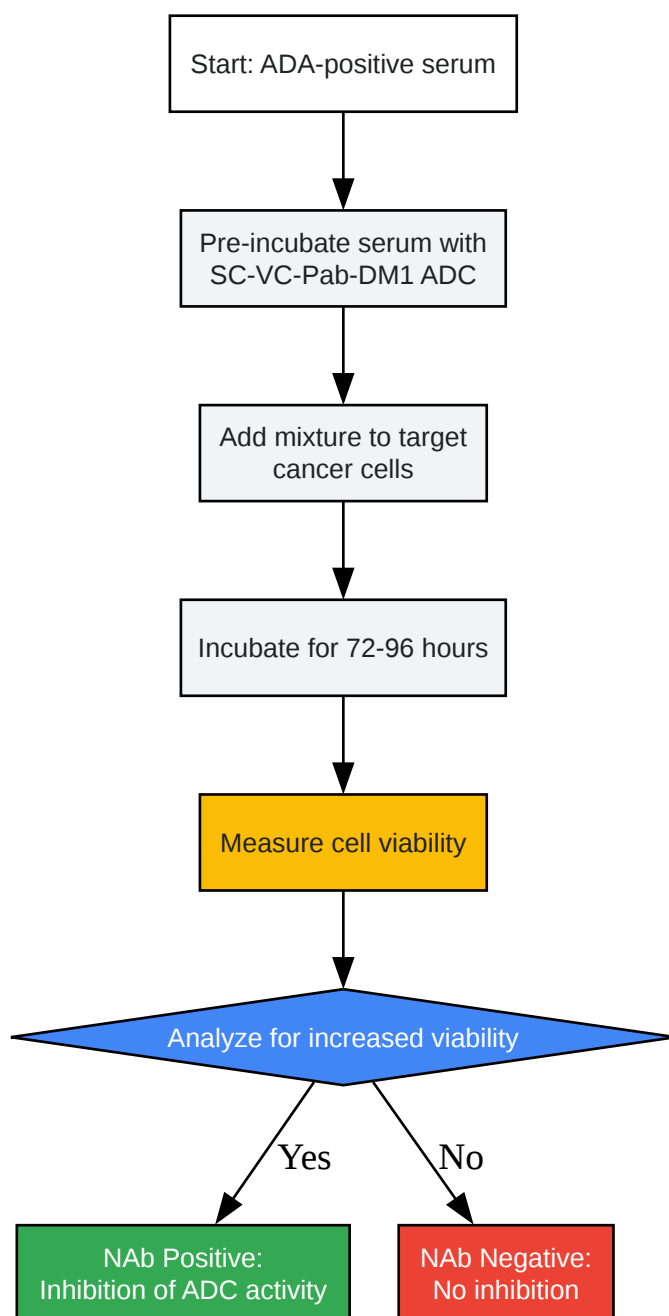 Start: ADA-positive serum
Pre-incubate serum with
SC-VC-Pab-DM1 ADC
Add mixture to target
cancer cells
Incubate for 72-96 hours
Measure cell viability
Analyze for increased viability
Yes
No
NAb Positive:
Inhibition of ADC activity
NAb Negative:
No inhibition